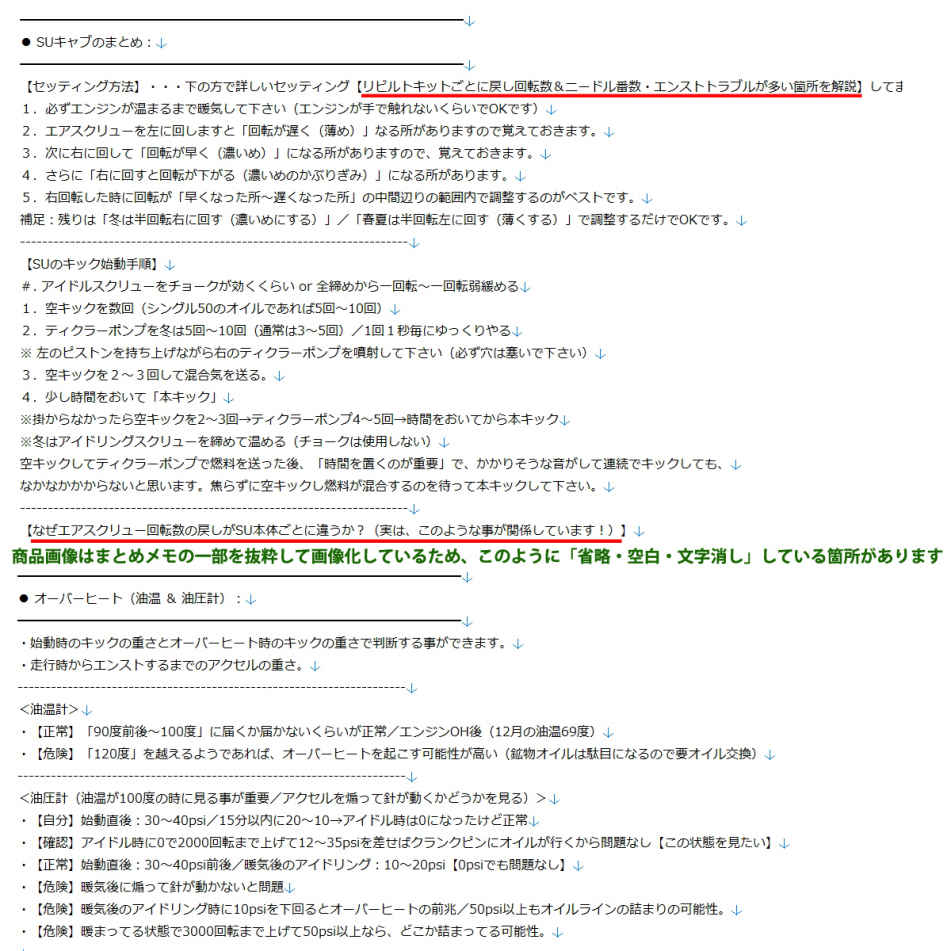 ● SUキャブのまとめ：↓
【セッティング方法】・・・下の方で詳しいセッティング【リビルトキットごとに戻し回転数＆ニードル番数・エンストトラブルが多い箇所を解説】してま
１．必ずエンジンが温まるまで暖気して下さい（エンジンが手で触れないくらいでOKです）↓
２．エアスクリューを左に回しますと「回転が遅く（薄め）」なる所がありますので覚えておきます。↓
３．次に右に回して「回転が早く（濃いめ）」になる所がありますので、覚えておきます。↓
４．さらに「右に回すと回転が下がる（濃いめのかぶりぎみ）」になる所があります。↓
５．右回転した時に回転が「早くなった所～遅くなった所」の中間辺りの範囲内で調整するのがベストです。↓
補足：残りは「冬は半回転右に回す（濃いめにする）」／「春夏は半回転左に回す（薄くする）」で調整するだけでOKです。↓
----------------------------------------------------------------------↓
【SUのキック始動手順】↓
#．アイドルスクリューをチョークが効くくらい or 全締めから一回転～一回転弱緩める↓
１．空キックを数回（シングル50のオイルであれば5回～10回）↓
２．ティクラーポンプを冬は5回～10回（通常は3～5回）／1回１秒毎にゆっくりやる↓
※ 左のピストンを持ち上げながら右のティクラーポンプを噴射して下さい（必ず穴は塞いで下さい）↓
３．空キックを２～３回して混合気を送る。↓
４．少し時間をおいて「本キック」↓
※掛からなかったら空キックを2～3回→ティクラーポンプ4～5回→時間をおいてから本キック↓
※冬はアイドリングスクリューを締めて温める（チョークは使用しない）↓
空キックしてティクラーポンプで燃料を送った後、「時間を置くのが重要」で、かかりそうな音がして連続でキックしても、↓
なかなかかからないと思います。焦らずに空キックし燃料が混合するのを待って本キックして下さい。↓
----------------------------------------------------------------------↓
【なぜエアスクリュー回転数の戻しがSU本体ごとに違うか？（実は、このような事が関係しています！）】↓
商品画像はまとめメモの一部を抜粋して画像化しているため、このように「省略・空白・文字消し」している箇所があります
● オーバーヒート（油温 & 油圧計）：↓
・始動時のキックの重さとオーバーヒート時のキックの重さで判断する事ができます。↓
・走行時からエンストするまでのアクセルの重さ。↓
----------------------------------------------------------------------↓
＜油温計＞↓
・【正常】「90度前後～100度」に届くか届かないくらいが正常／エンジンOH後（12月の油温69度）↓
・【危険】「120度」を越えるようであれば、オーバーヒートを起こす可能性が高い（鉱物オイルは駄目になるので要オイル交換）↓
----------------------------------------------------------------------↓
＜油圧計（油温が100度の時に見る事が重要／アクセルを煽って針が動くかどうかを見る）＞↓
・【自分】始動直後：30～40psi／15分以内に20～10→アイドル時は0になったけど正常↓
・【確認】アイドル時に0で2000回転まで上げて12～35psiを差せばクランクピンにオイルが行くから問題なし【この状態を見たい】↓
・【正常】始動直後：30～40psi前後／暖気後のアイドリング：10～20psi【0psiでも問題なし】↓
・【危険】暖気後に煽って針が動かないと問題↓
・【危険】暖気後のアイドリング時に10psiを下回るとオーバーヒートの前兆／50psi以上もオイルラインの詰まりの可能性。↓
・【危険】暖まってる状態で3000回転まで上げて50psi以上なら、どこか詰まってる可能性。↓